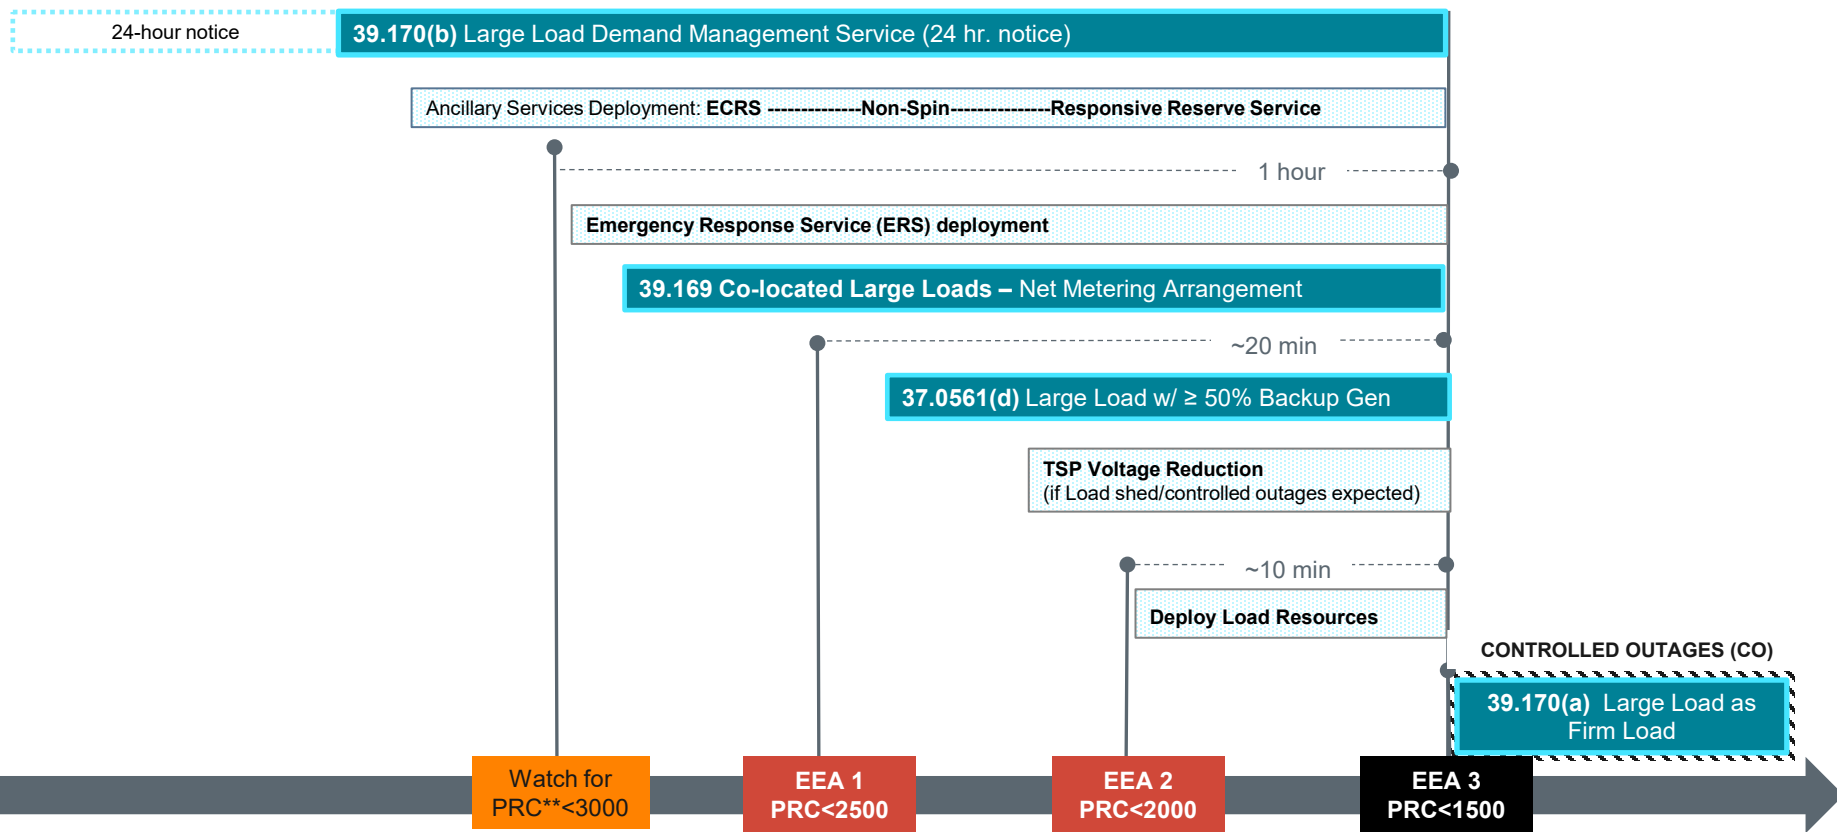 24-hour notice
39.170(b) Large Load Demand Management Service (24 hr. notice)
Ancillary Services Deployment: ECRS --------------Non-Spin---------------Responsive Reserve Service
1 hour
Emergency Response Service (ERS) deployment
39.169 Co-located Large Loads – Net Metering Arrangement
~20 min
37.0561(d) Large Load w/ ≥ 50% Backup Gen
TSP Voltage Reduction
(if Load shed/controlled outages expected)
~10 min
Deploy Load Resources
CONTROLLED OUTAGES (CO)
39.170(a) Large Load as
Firm Load
Watch for
PRC**<3000
EEA 1
PRC<2500
EEA 2
PRC<2000
EEA 3
PRC<1500